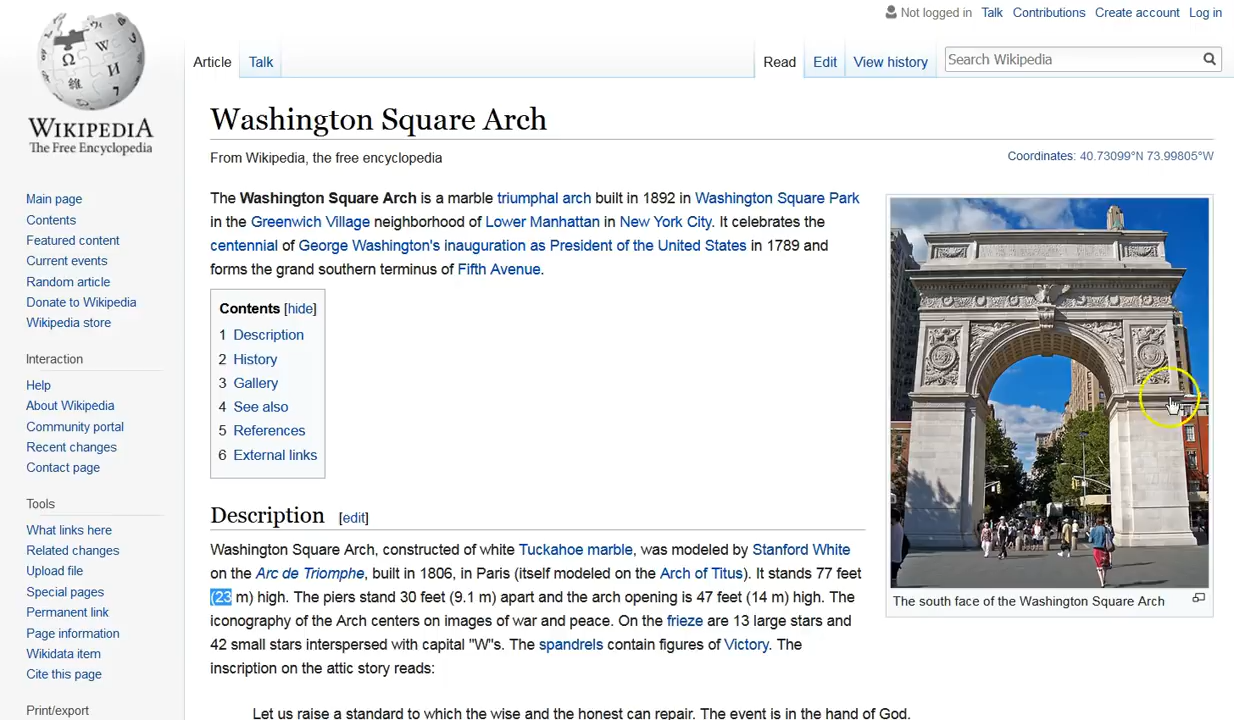 Not logged in Talk Contributions Create account Log in
Article Talk Read Edit View history Search Wikipedia
WIKIPEDIA
The Free Encyclopedia
Main page
Contents
Featured content
Current events
Random article
Donate to Wikipedia
Wikipedia store
Interaction
Help
About Wikipedia
Community portal
Recent changes
Contact page
Tools
What links here
Related changes
Upload file
Special pages
Permanent link
Page information
Wikidata item
Cite this page
Print/export
Washington Square Arch
From Wikipedia, the free encyclopedia
Coordinates: 40.73099°N 73.99805°W
The Washington Square Arch is a marble triumphal arch built in 1892 in Washington Square Park
in the Greenwich Village neighborhood of Lower Manhattan in New York City. It celebrates the
centennial of George Washington's inauguration as President of the United States in 1789 and
forms the grand southern terminus of Fifth Avenue.
Contents [hide]
1 Description
2 History
3 Gallery
4 See also
5 References
6 External links
Description [edit]
Washington Square Arch, constructed of white Tuckahoe marble, was modeled by Stanford White
on the Arc de Triomphe, built in 1806, in Paris (itself modeled on the Arch of Titus). It stands 77 feet
(23 m) high. The piers stand 30 feet (9.1 m) apart and the arch opening is 47 feet (14 m) high. The
iconography of the Arch centers on images of war and peace. On the frieze are 13 large stars and
42 small stars interspersed with capital "W"s. The spandrels contain figures of Victory. The
inscription on the attic story reads:
Let us raise a standard to which the wise and the honest can repair. The event is in the hand of God.
The south face of the Washington Square Arch